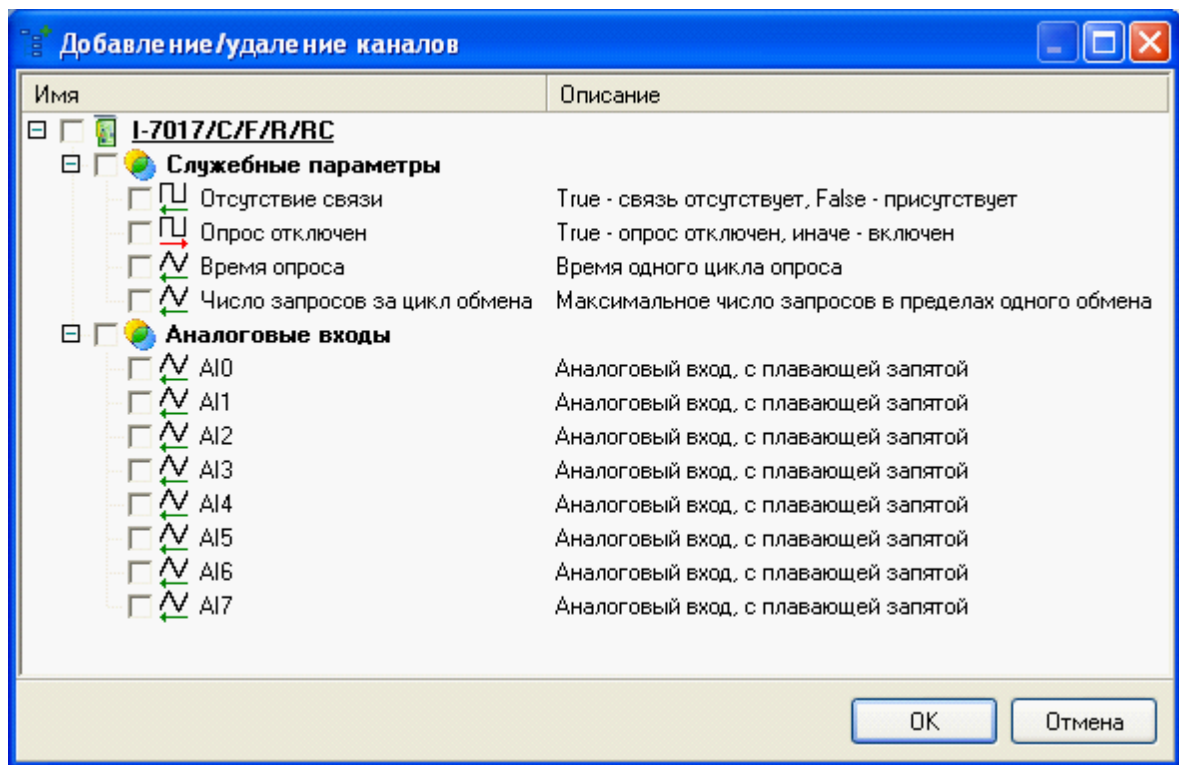 Добавление/удаление каналов
Имя Описание
I-7017/C/F/R/RC
Служебные параметры
Отсутствие связи True - связь отсутствует, False - присутствует
Опрос отключен True - опрос отключен, иначе - включен
Время опроса Время одного цикла опроса
Число запросов за цикл обмена Максимальное число запросов в пределах одного обмена
Аналоговые входы
AI0 Аналоговый вход, с плавающей запятой
AI1 Аналоговый вход, с плавающей запятой
AI2 Аналоговый вход, с плавающей запятой
AI3 Аналоговый вход, с плавающей запятой
AI4 Аналоговый вход, с плавающей запятой
AI5 Аналоговый вход, с плавающей запятой
AI6 Аналоговый вход, с плавающей запятой
AI7 Аналоговый вход, с плавающей запятой
OK Отмена